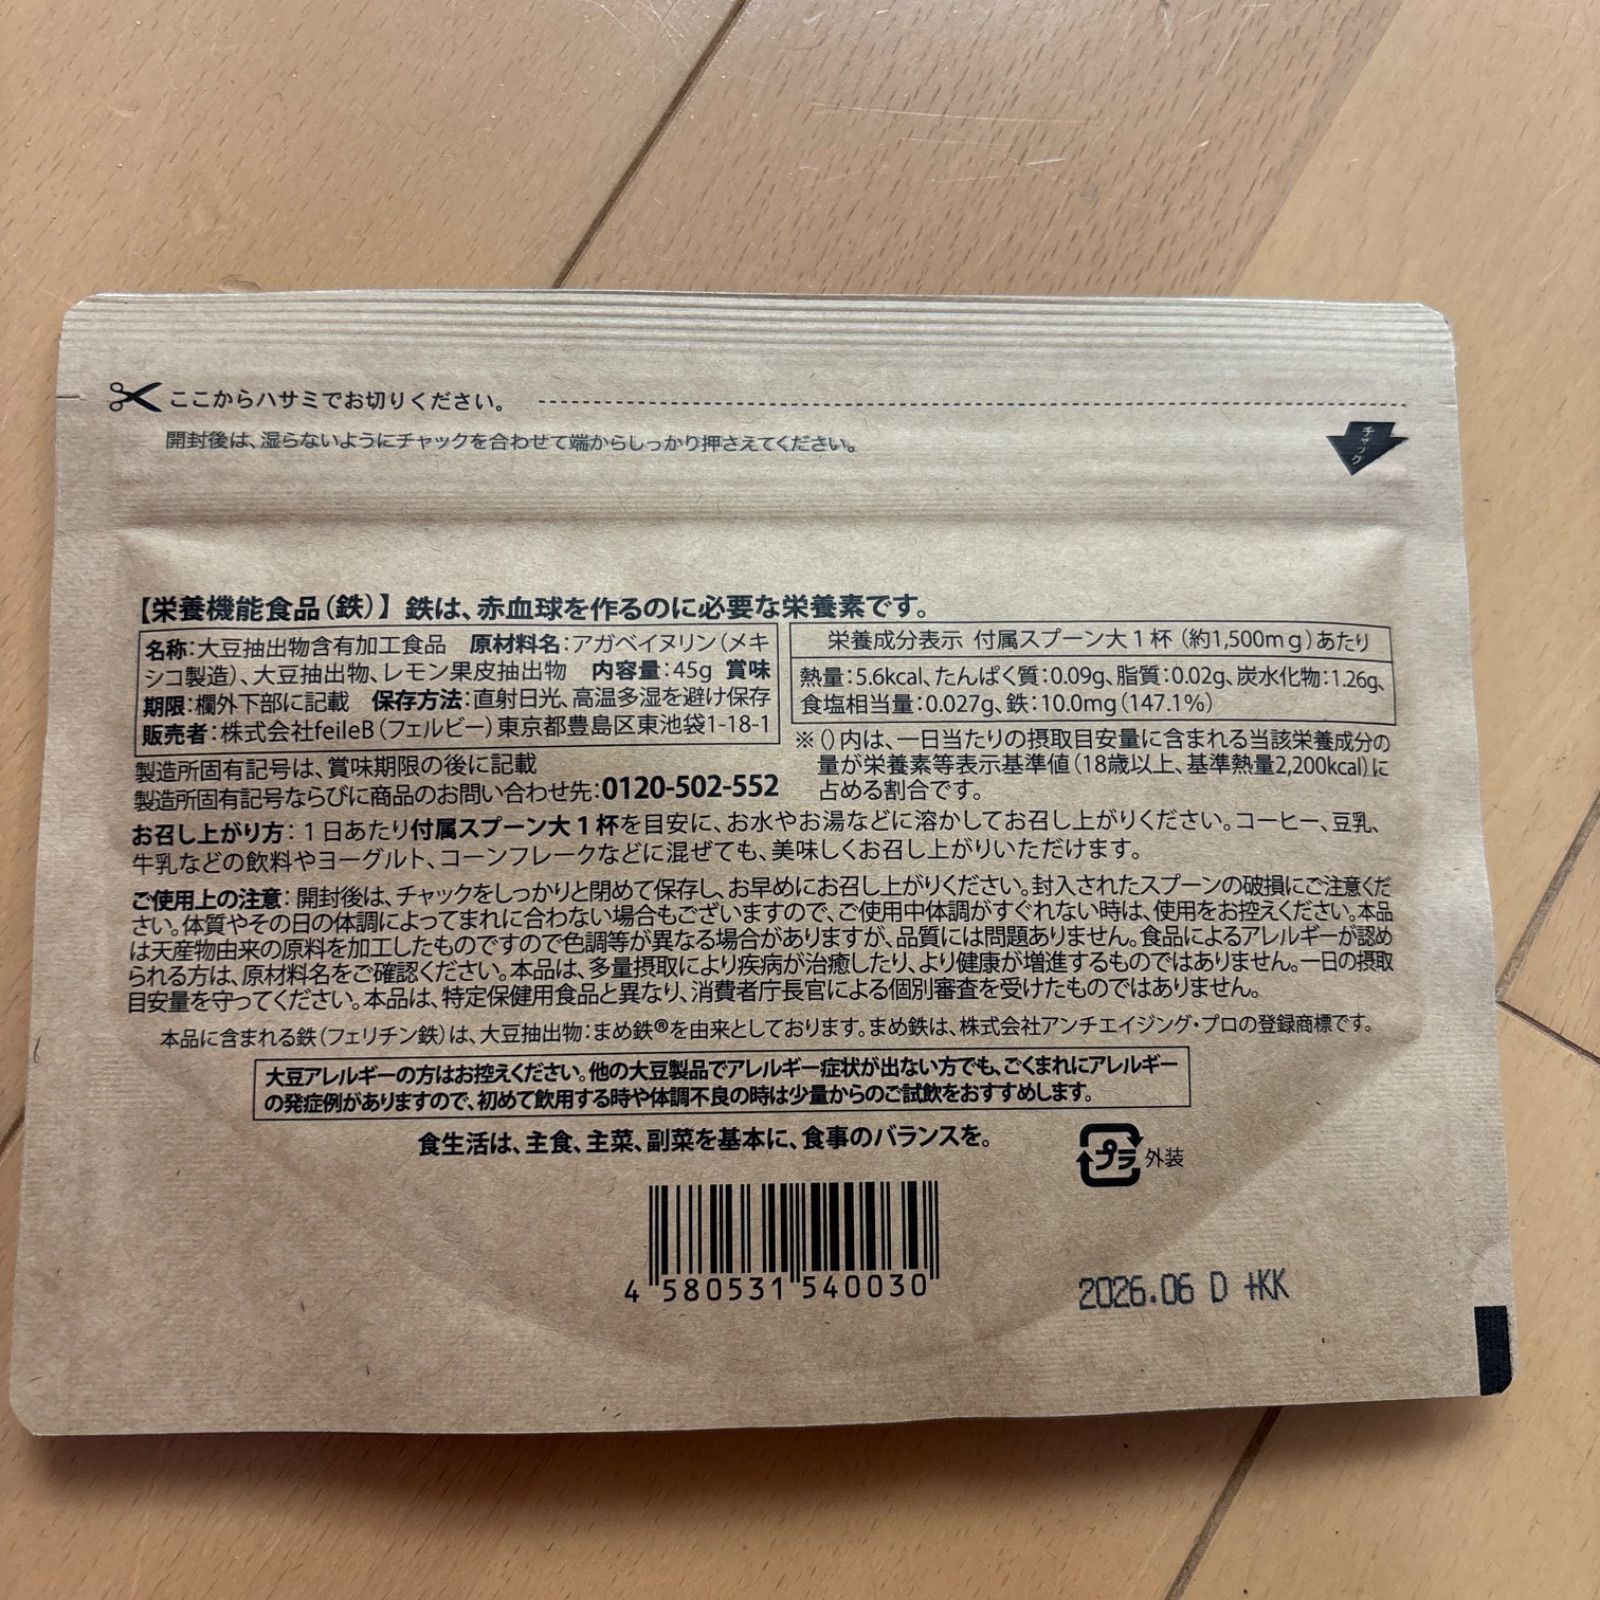 ここからハサミでお切りください。
開封後は、湿らないようにチャックを合わせて端からしっかり押さえてください。
チャック
【栄養機能食品(鉄)】鉄は、赤血球を作るのに必要な栄養素です。
名称:大豆抽出物含有加工食品 原材料名:アガベイヌリン(メキ
シコ製造)、大豆抽出物、レモン果皮抽出物 内容量:45g 賞味
期限:欄外下部に記載 保存方法:直射日光、高温多湿を避け保存
販売者:株式会社feileB(フェルビー)東京都豊島区東池袋1-18-1
製造所固有記号は、賞味期限の後に記載
製造所固有記号ならびに商品のお問い合わせ先:0120-502-552
栄養成分表示 付属スプーン大1杯(約1,500mg)あたり
熱量:5.6kcal、たんぱく質:0.09g、脂質:0.02g、炭水化物:1.26g、
食塩相当量:0.027g、鉄:10.0mg(147.1%)
※()内は、一日当たりの摂取目安量に含まれる当該栄養成分の
量が栄養素等表示基準値(18歳以上、基準熱量2,200kcal)に
占める割合です。
お召し上がり方:1日あたり付属スプーン大1杯を目安に、お水やお湯などに溶かしてお召し上がりください。コーヒー、豆乳、
牛乳などの飲料やヨーグルト、コーンフレークなどに混ぜても、美味しくお召し上がりいただけます。
ご使用上の注意:開封後は、チャックをしっかりと閉めて保存し、お早めにお召し上がりください。封入されたスプーンの破損にご注意くだ
さい。体質やその日の体調によってまれに合わない場合もございますので、ご使用中体調がすぐれない時は、使用をお控えください。本品
は天産物由来の原料を加工したものですので色調等が異なる場合がありますが、品質には問題ありません。食品によるアレルギーが認め
られる方は、原材料名をご確認ください。本品は、多量摂取により疾病が治癒したり、より健康が増進するものではありません。一日の摂取
目安量を守ってください。本品は、特定保健用食品と異なり、消費者庁長官による個別審査を受けたものではありません。
本品に含まれる鉄(フェリチン鉄)は、大豆抽出物:まめ鉄®を由来としております。まめ鉄は、株式会社アンチエイジング・プロの登録商標です。
大豆アレルギーの方はお控えください。他の大豆製品でアレルギー症状が出ない方でも、ごくまれにアレルギー
の発症例がありますので、初めて飲用する時や体調不良の時は少量からのご試飲をおすすめします。
食生活は、主食、主菜、副菜を基本に、食事のバランスを。
プラ 外装
4 580531 540030
2026.06 D +KK